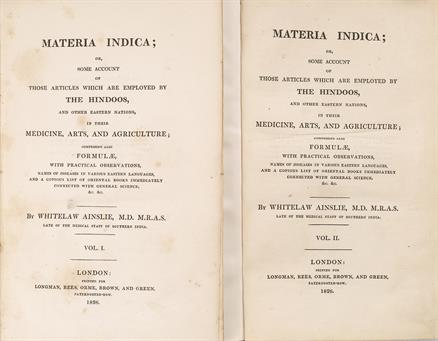 MATERIA INDICA;
OR,
SOME ACCOUNT
OF
THOSE ARTICLES WHICH ARE EMPLOYED BY
THE HINDOOS,
AND OTHER EASTERN NATIONS,
IN THEIR
MEDICINE, ARTS, AND AGRICULTURE;
COMPRISING ALSO
FORMULÆ,
WITH PRACTICAL OBSERVATIONS,
NAMES OF DISEASES IN VARIOUS EASTERN LANGUAGES,
AND A COPIOUS LIST OF ORIENTAL BOOKS IMMEDIATELY
CONNECTED WITH GENERAL SCIENCE,
&c. &c.
BY WHITELAW AINSLIE, M.D. M.R.A.S.
LATE OF THE MEDICAL STAFF OF SOUTHERN INDIA.
VOL. I.
LONDON:
PRINTED FOR
LONGMAN, REES, ORME, BROWN, AND GREEN,
PATERNOSTER-ROW.
1826.
MATERIA INDICA;
OR,
SOME ACCOUNT
OF
THOSE ARTICLES WHICH ARE EMPLOYED BY
THE HINDOOS,
AND OTHER EASTERN NATIONS,
IN THEIR
MEDICINE, ARTS, AND AGRICULTURE;
COMPRISING ALSO
FORMULÆ,
WITH PRACTICAL OBSERVATIONS,
NAMES OF DISEASES IN VARIOUS EASTERN LANGUAGES,
AND A COPIOUS LIST OF ORIENTAL BOOKS IMMEDIATELY
CONNECTED WITH GENERAL SCIENCE,
&c. &c.
BY WHITELAW AINSLIE, M.D. M.R.A.S.
LATE OF THE MEDICAL STAFF OF SOUTHERN INDIA.
VOL. II.
LONDON:
PRINTED FOR
LONGMAN, REES, ORME, BROWN, AND GREEN,
PATERNOSTER-ROW.
1826.